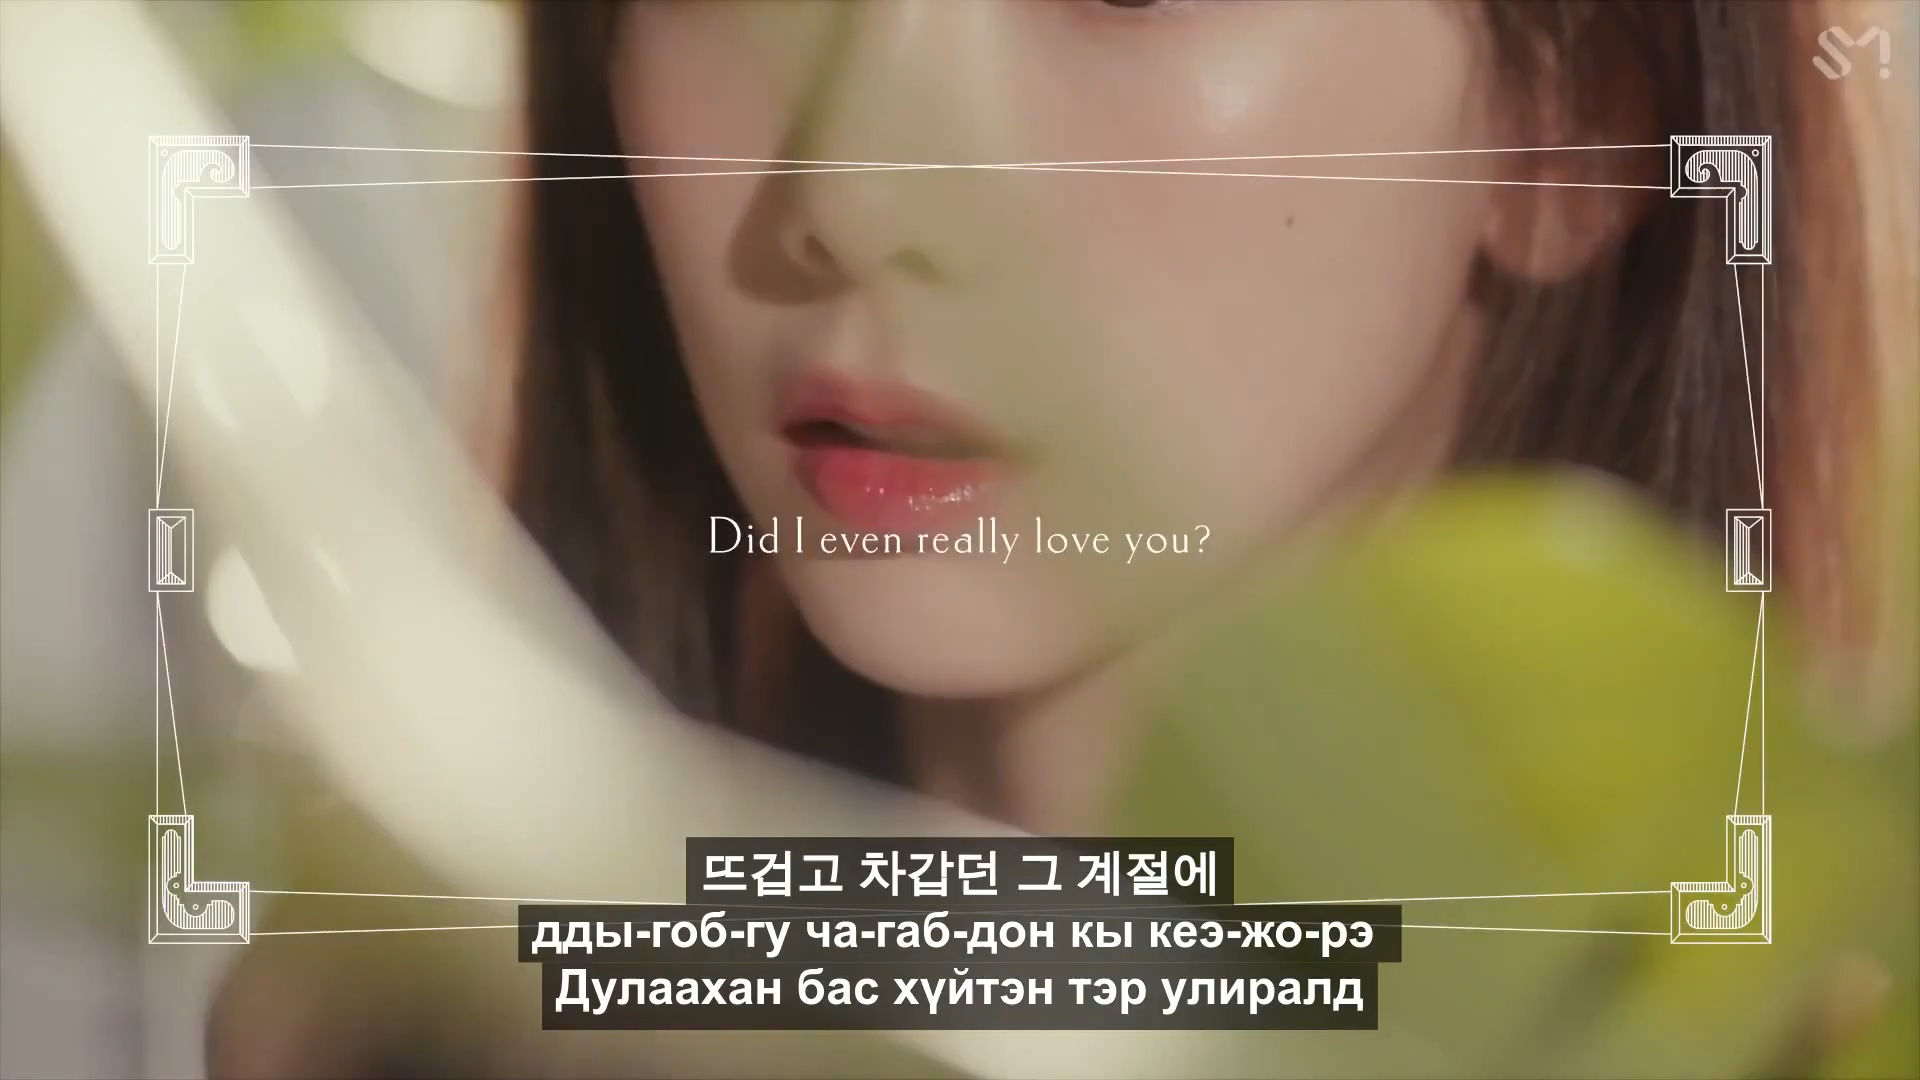 SM!
Did I even really love you?
뜨겁고 차갑던 그 계절에
дды-гоб-гу ча-габ-дон кы кеэ-жо-рэ
Дулаахан бас хүйтэн тэр улиралд